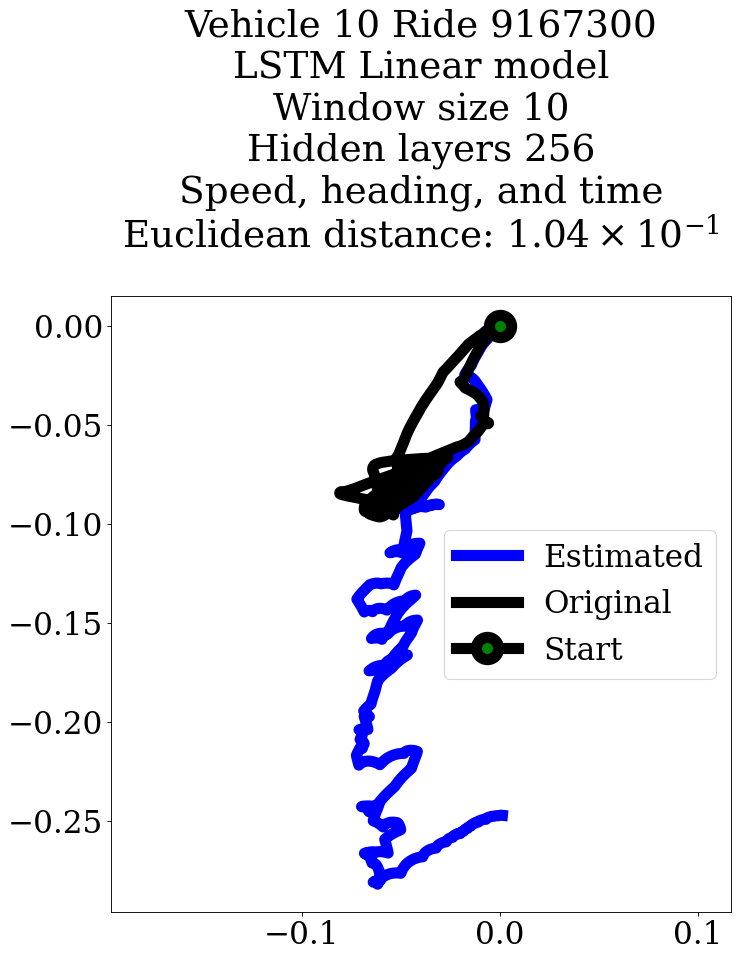 Vehicle 10 Ride 9167300
LSTM Linear model
Window size 10
Hidden layers 256
Speed, heading, and time
Euclidean distance: 1.04 × 10⁻¹
0.00
−0.05
−0.10
−0.15
−0.20
−0.25
Estimated
Original
Start
−0.1
0.0
0.1